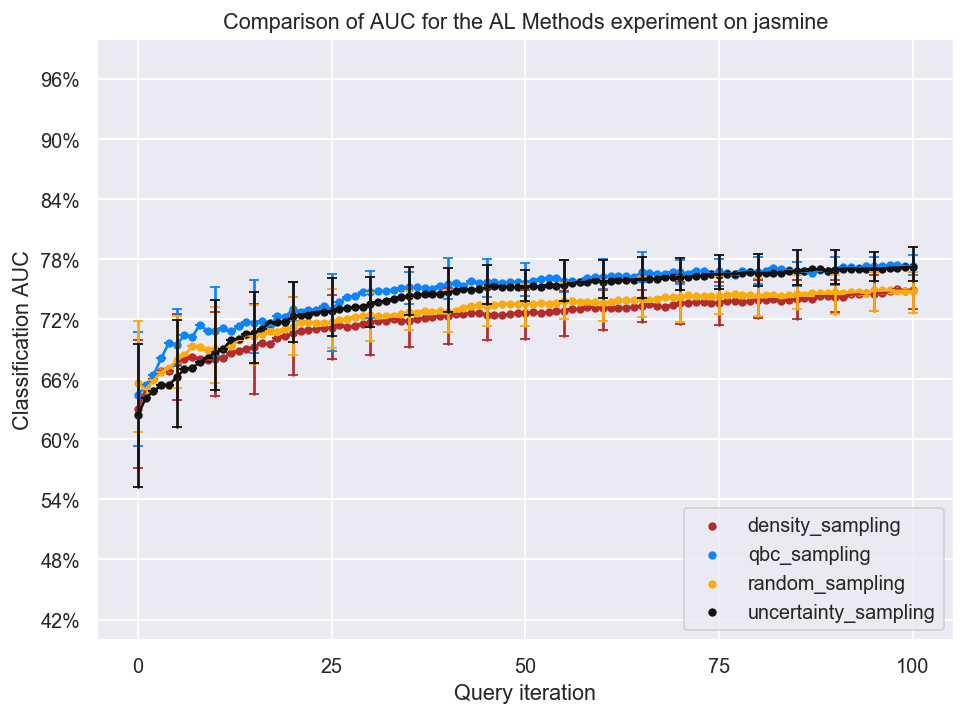 Comparison of AUC for the AL Methods experiment on jasmine
Classification AUC
96%
90%
84%
78%
72%
66%
60%
54%
48%
42%
density_sampling
qbc_sampling
random_sampling
uncertainty_sampling
0
25
50
75
100
Query iteration